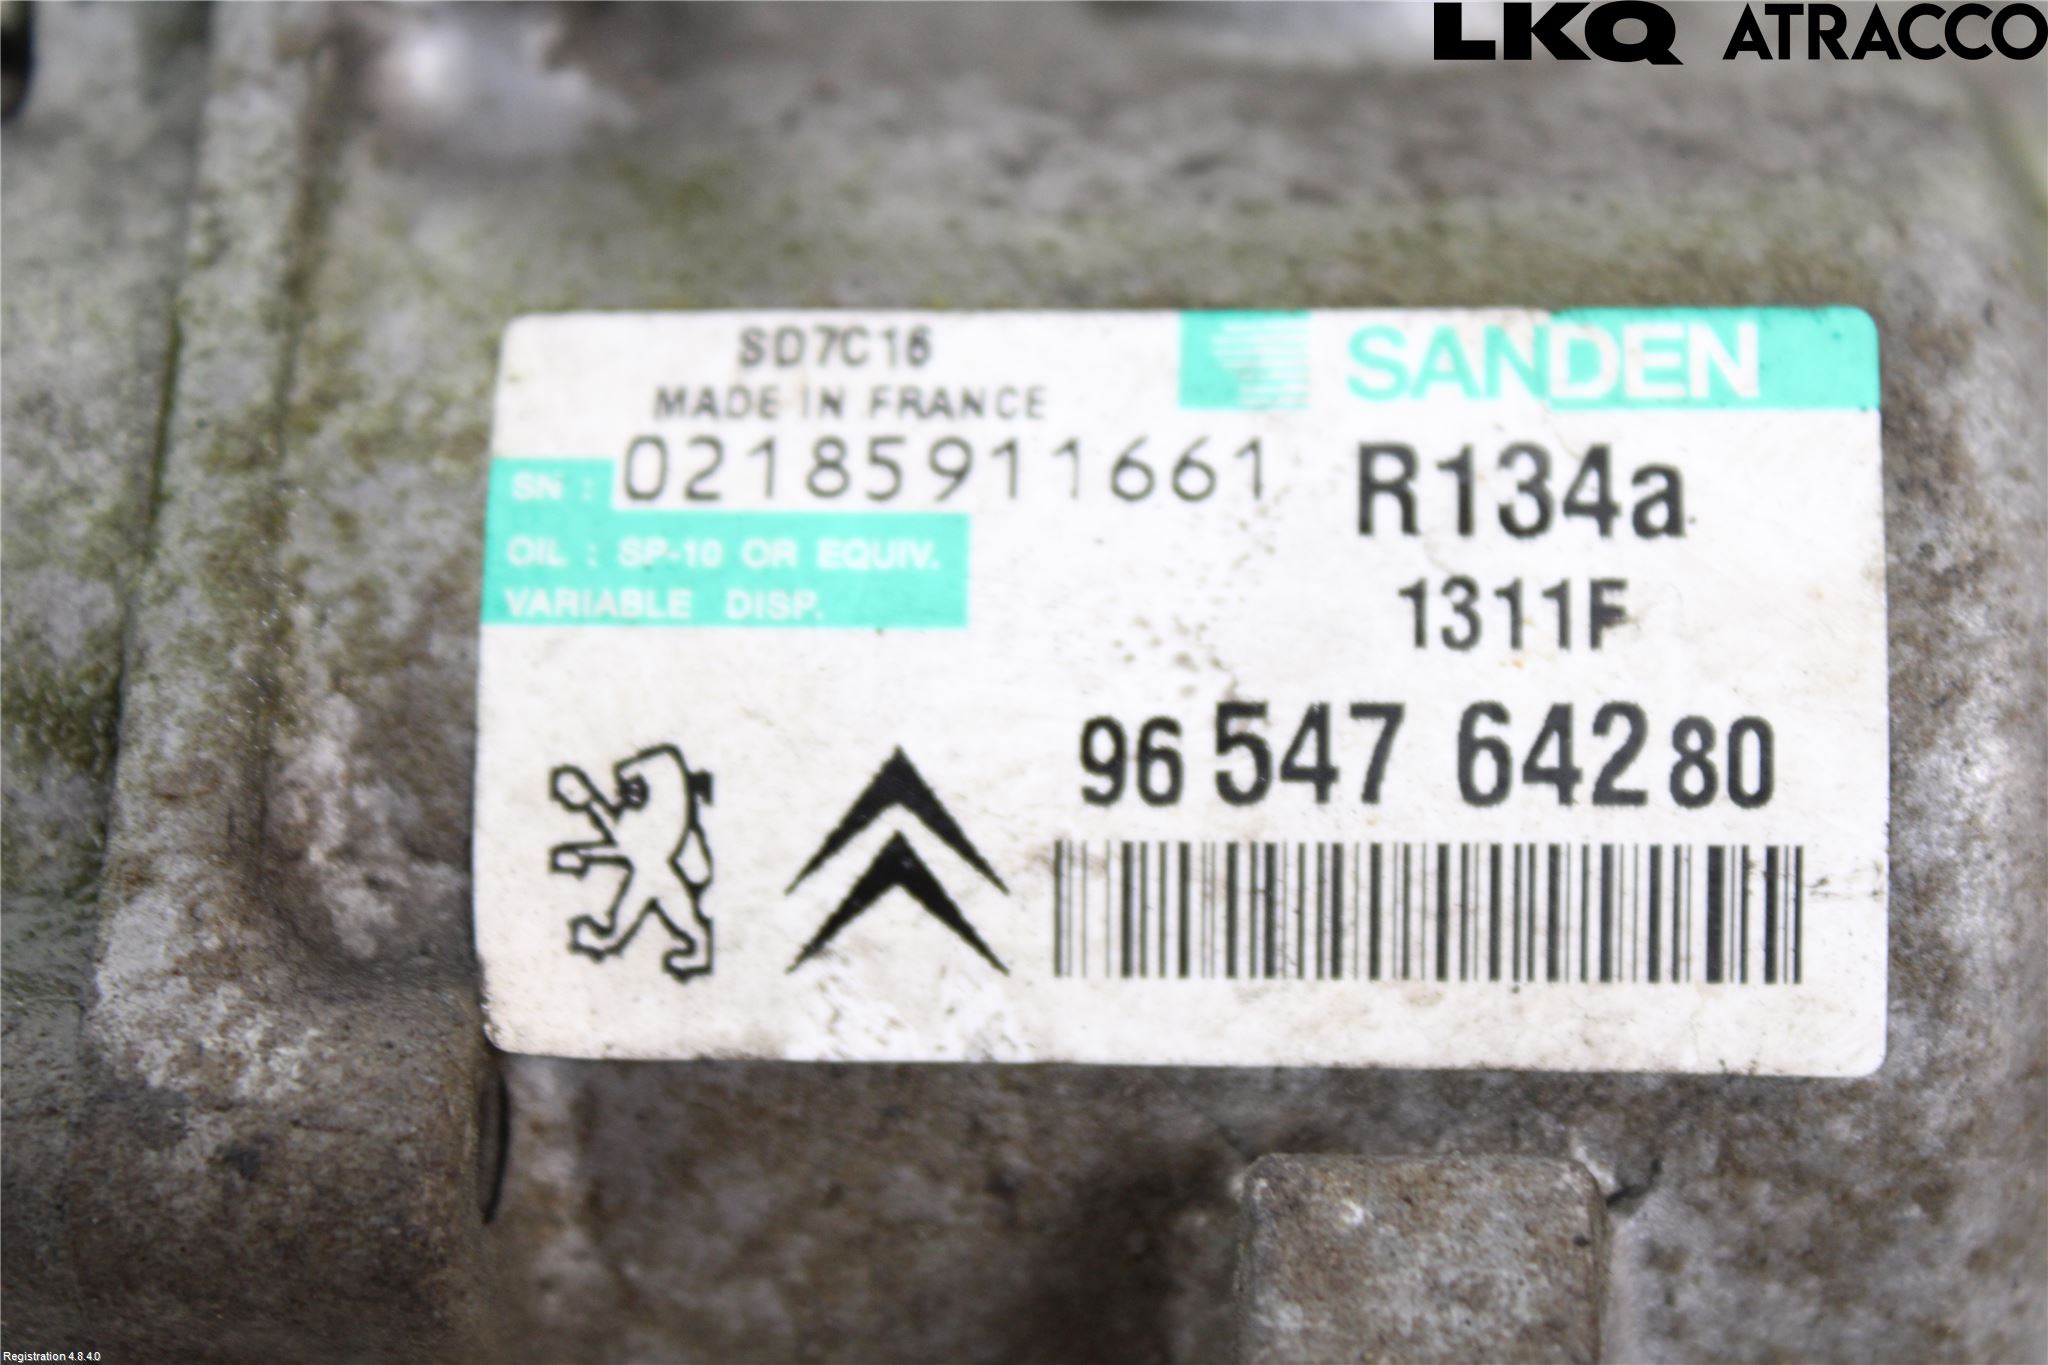 LKQ ATRACCO
SD7C16
MADE IN FRANCE
SANDEN
SN : 02185911661
R134a
OIL : SP-10 OR EQUIV.
VARIABLE DISP.
1311F
96 547 642 80
Registration 4.8.4.0